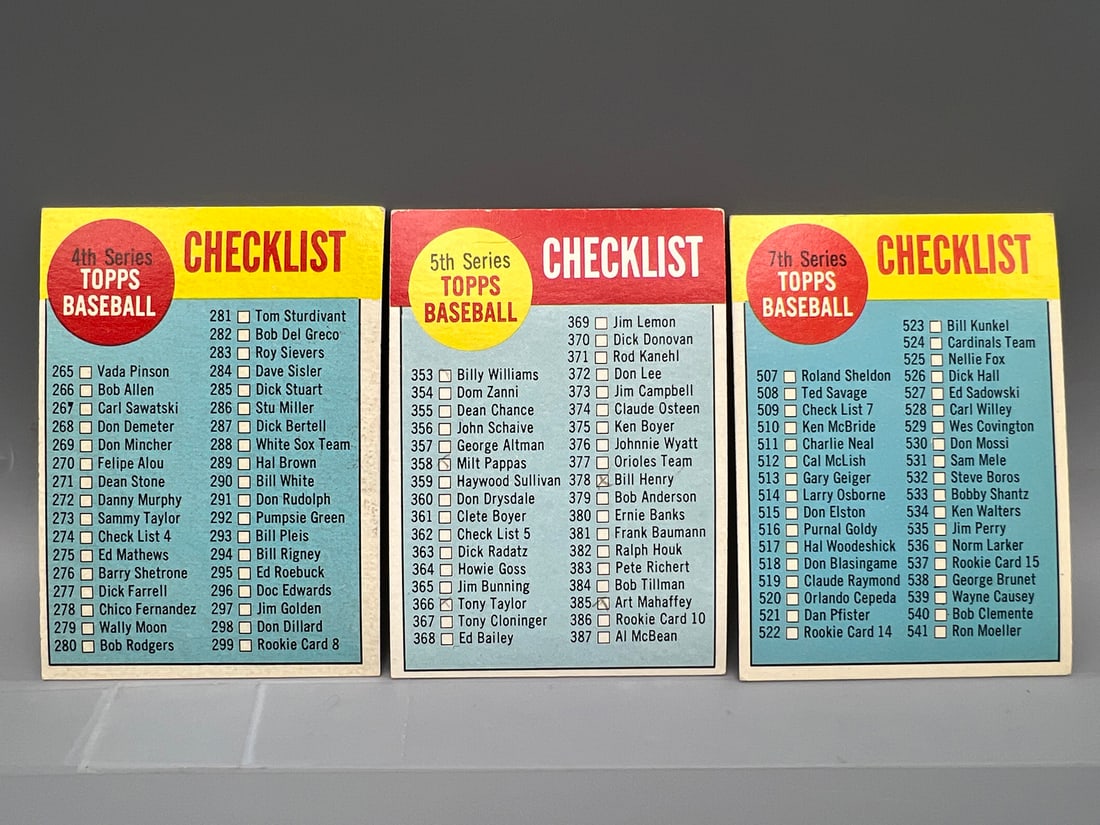 4th Series
TOPPS
BASEBALL
CHECKLIST
265 Vada Pinson
266 Bob Allen
267 Carl Sawatski
268 Don Demeter
269 Don Mincher
270 Felipe Alou
271 Dean Stone
272 Danny Murphy
273 Sammy Taylor
274 Check List 4
275 Ed Mathews
276 Barry Shetrone
277 Dick Farrell
278 Chico Fernandez
279 Wally Moon
280 Bob Rodgers
281 Tom Sturdivant
282 Bob Del Greco
283 Roy Sievers
284 Dave Sisler
285 Dick Stuart
286 Stu Miller
287 Dick Bertell
288 White Sox Team
289 Hal Brown
290 Bill White
291 Don Rudolph
292 Pumpsie Green
293 Bill Pleis
294 Bill Rigney
295 Ed Roebuck
296 Doc Edwards
297 Jim Golden
298 Don Dillard
299 Rookie Card 8
5th Series
TOPPS
BASEBALL
CHECKLIST
353 Billy Williams
354 Dom Zanni
355 Dean Chance
356 John Schaive
357 George Altman
358 Milt Pappas
359 Haywood Sullivan
360 Don Drysdale
361 Clete Boyer
362 Check List 5
363 Dick Radatz
364 Howie Goss
365 Jim Bunning
366 Tony Taylor
367 Tony Cloninger
368 Ed Bailey
369 Jim Lemon
370 Dick Donovan
371 Rod Kanehl
372 Don Lee
373 Jim Campbell
374 Claude Osteen
375 Ken Boyer
376 Johnnie Wyatt
377 Orioles Team
378 Bill Henry
379 Bob Anderson
380 Ernie Banks
381 Frank Baumann
382 Ralph Houk
383 Pete Richert
384 Bob Tillman
385 Art Mahaffey
386 Rookie Card 10
387 Al McBean
7th Series
TOPPS
BASEBALL
CHECKLIST
507 Roland Sheldon
508 Ted Savage
509 Check List 7
510 Ken McBride
511 Charlie Neal
512 Cal McLish
513 Gary Geiger
514 Larry Osborne
515 Don Elston
516 Purnal Goldy
517 Hal Woodeshick
518 Don Blasingame
519 Claude Raymond
520 Orlando Cepeda
521 Dan Pfister
522 Rookie Card 14
523 Bill Kunkel
524 Cardinals Team
525 Nellie Fox
526 Dick Hall
527 Ed Sadowski
528 Carl Willey
529 Wes Covington
530 Don Mossi
531 Sam Mele
532 Steve Boros
533 Bobby Shantz
534 Ken Walters
535 Jim Perry
536 Norm Larker
537 Rookie Card 15
538 George Brunet
539 Wayne Causey
540 Bob Clemente
541 Ron Moeller